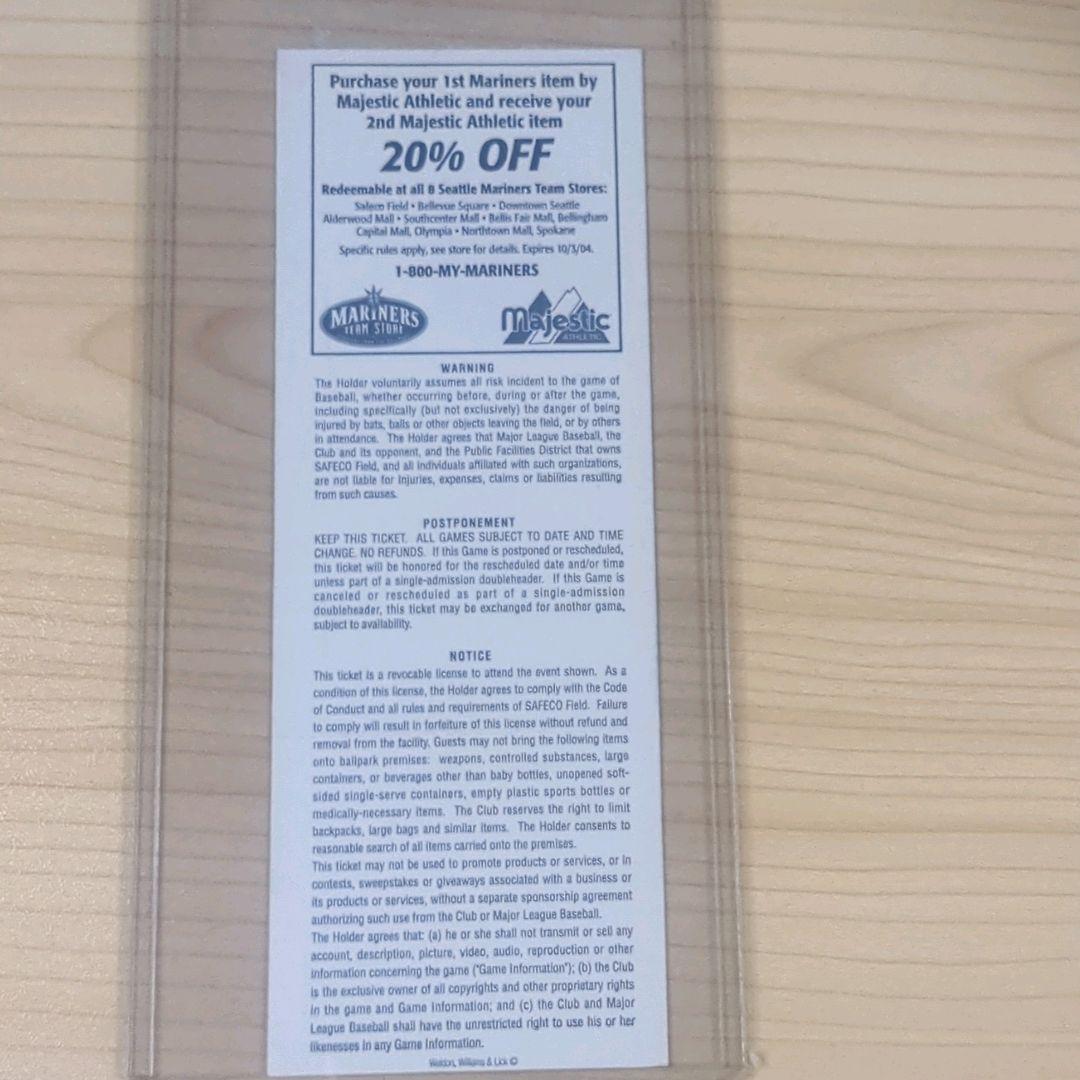 Purchase your 1st Mariners item by
Majestic Athletic and receive your
2nd Majestic Athletic item
20% OFF
Redeemable at all 8 Seattle Mariners Team Stores:
Safeco Field • Bellevue Square • Downtown Seattle
Alderwood Mall • Southcenter Mall • Bellis Fair Mall, Bellingham
Capital Mall, Olympia • Northtown Mall, Spokane
Specific rules apply, see store for details. Expires 10/3/04.
1-800-MY-MARINERS
MARINERS
TEAM STORE
Majestic
ATHLETIC
WARNING
The Holder voluntarily assumes all risk incident to the game of
Baseball, whether occurring before, during or after the game,
including specifically (but not exclusively) the danger of being
injured by bats, balls or other objects leaving the field, or by others
in attendance. The Holder agrees that Major League Baseball, the
Club and its opponent, and the Public Facilities District that owns
SAFECO Field, and all individuals affiliated with such organizations,
are not liable for injuries, expenses, claims or liabilities resulting
from such causes.
POSTPONEMENT
KEEP THIS TICKET. ALL GAMES SUBJECT TO DATE AND TIME
CHANGE. NO REFUNDS. If this Game is postponed or rescheduled,
this ticket will be honored for the rescheduled date and/or time
unless part of a single-admission doubleheader. If this Game is
canceled or rescheduled as part of a single-admission
doubleheader, this ticket may be exchanged for another game,
subject to availability.
NOTICE
This ticket is a revocable license to attend the event shown. As a
condition of this license, the Holder agrees to comply with the Code
of Conduct and all rules and requirements of SAFECO Field. Failure
to comply will result in forfeiture of this license without refund and
removal from the facility. Guests may not bring the following items
onto ballpark premises: weapons, controlled substances, large
containers, or beverages other than baby bottles, unopened soft-
sided single-serve containers, empty plastic sports bottles or
medically-necessary items. The Club reserves the right to limit
backpacks, large bags and similar items. The Holder consents to
reasonable search of all items carried onto the premises.
This ticket may not be used to promote products or services, or in
contests, sweepstakes or giveaways associated with a business or
its products or services, without a separate sponsorship agreement
authorizing such use from the Club or Major League Baseball.
The Holder agrees that: (a) he or she shall not transmit or sell any
account, description, picture, video, audio, reproduction or other
information concerning the game ("Game Information"); (b) the Club
is the exclusive owner of all copyrights and other proprietary rights
in the game and Game Information; and (c) the Club and Major
League Baseball shall have the unrestricted right to use his or her
likenesses in any Game Information.
Weldon, Williams & Lick ©